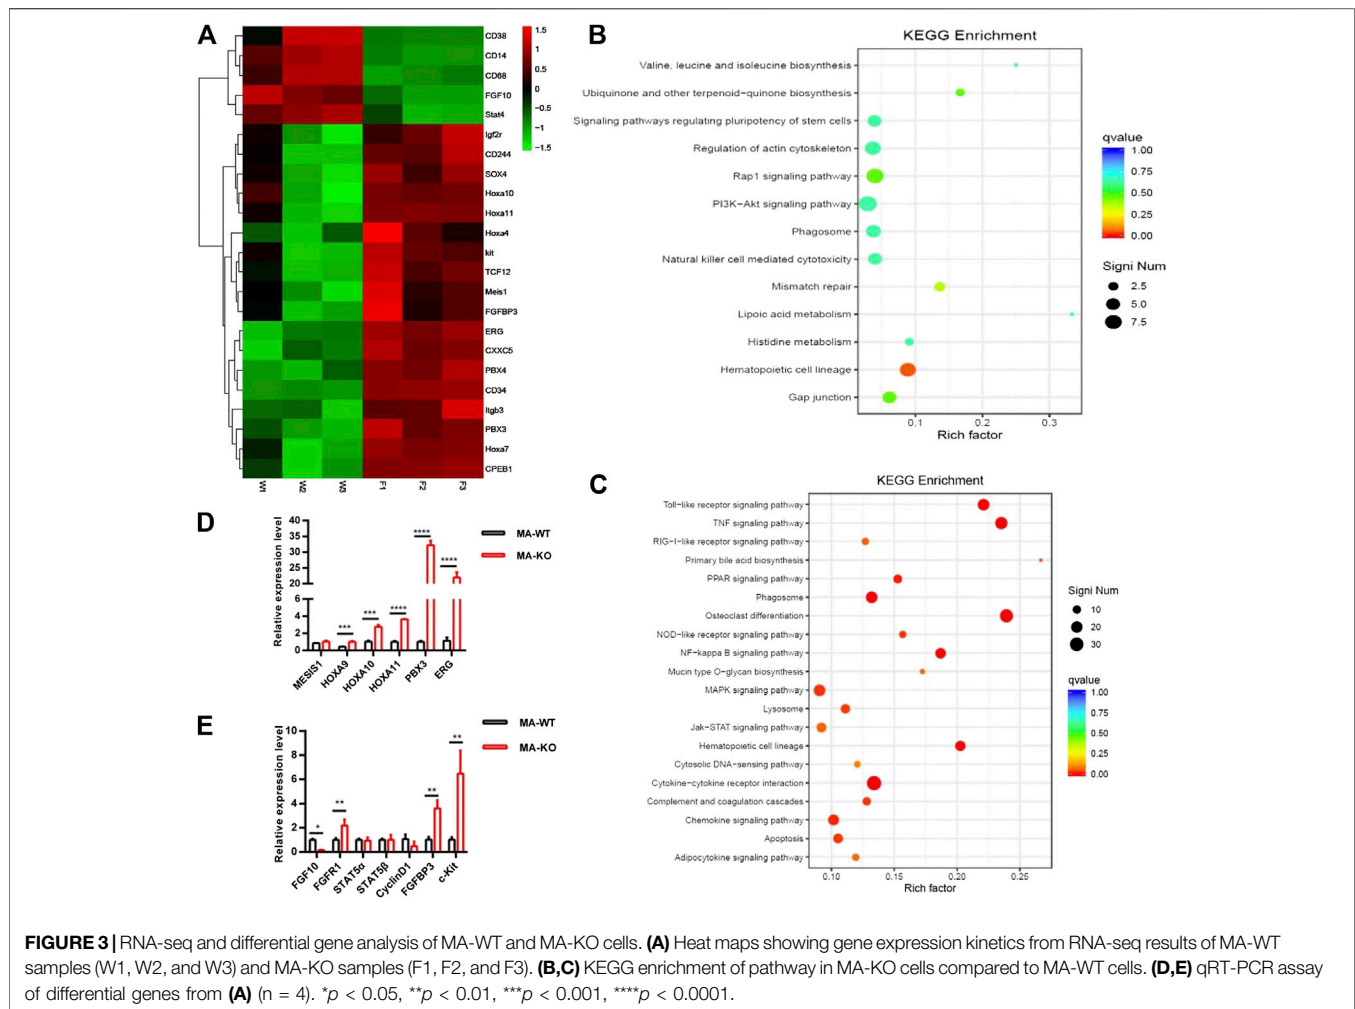 A
CD38
CD14
CD68
FGF10
Stat4
Igf2r
CD244
SOX4
Hoxa10
Hoxa11
Hoxa4
kit
TCF12
Meis1
FGFBP3
ERG
CXXC5
PBX4
CD34
Itgb3
PBX3
Hoxa7
CPEB1
W1 W2 W3 F1 F2 F3
1.5
1
0.5
0
−0.5
−1
−1.5
B
KEGG Enrichment
Valine, leucine and isoleucine biosynthesis
Ubiquinone and other terpenoid−quinone biosynthesis
Signaling pathways regulating pluripotency of stem cells
Regulation of actin cytoskeleton
Rap1 signaling pathway
PI3K−Akt signaling pathway
Phagosome
Natural killer cell mediated cytotoxicity
Mismatch repair
Lipoic acid metabolism
Histidine metabolism
Hematopoietic cell lineage
Gap junction
0.1 0.2 0.3
Rich factor
qvalue
1.00
0.75
0.50
0.25
0.00
Signi Num
2.5
5.0
7.5
C
KEGG Enrichment
Toll−like receptor signaling pathway
TNF signaling pathway
RIG−I−like receptor signaling pathway
Primary bile acid biosynthesis
PPAR signaling pathway
Phagosome
Osteoclast differentiation
NOD−like receptor signaling pathway
NF−kappa B signaling pathway
Mucin type O−glycan biosynthesis
MAPK signaling pathway
Lysosome
Jak−STAT signaling pathway
Hematopoietic cell lineage
Cytosolic DNA−sensing pathway
Cytokine−cytokine receptor interaction
Complement and coagulation cascades
Chemokine signaling pathway
Apoptosis
Adipocytokine signaling pathway
0.10 0.15 0.20 0.25
Rich factor
Signi Num
10
20
30
qvalue
1.00
0.75
0.50
0.25
0.00
D
Relative expression level
40
35
30
25
20
6
4
2
0
*** *** **** **** ****
MESIS1 HOXA9 HOXA10 HOXA11 PBX3 ERG
MA-WT
MA-KO
E
Relative expression level
10
8
6
4
2
0
* ** ** **
FGF10 FGFR1 STAT5α STAT5β CyclinD1 FGFBP3 c-Kit
MA-WT
MA-KO
FIGURE 3 | RNA-seq and differential gene analysis of MA-WT and MA-KO cells. (A) Heat maps showing gene expression kinetics from RNA-seq results of MA-WT
samples (W1, W2, and W3) and MA-KO samples (F1, F2, and F3). (B,C) KEGG enrichment of pathway in MA-KO cells compared to MA-WT cells. (D,E) qRT-PCR assay
of differential genes from (A) (n = 4). *p < 0.05, **p < 0.01, ***p < 0.001, ****p < 0.0001.